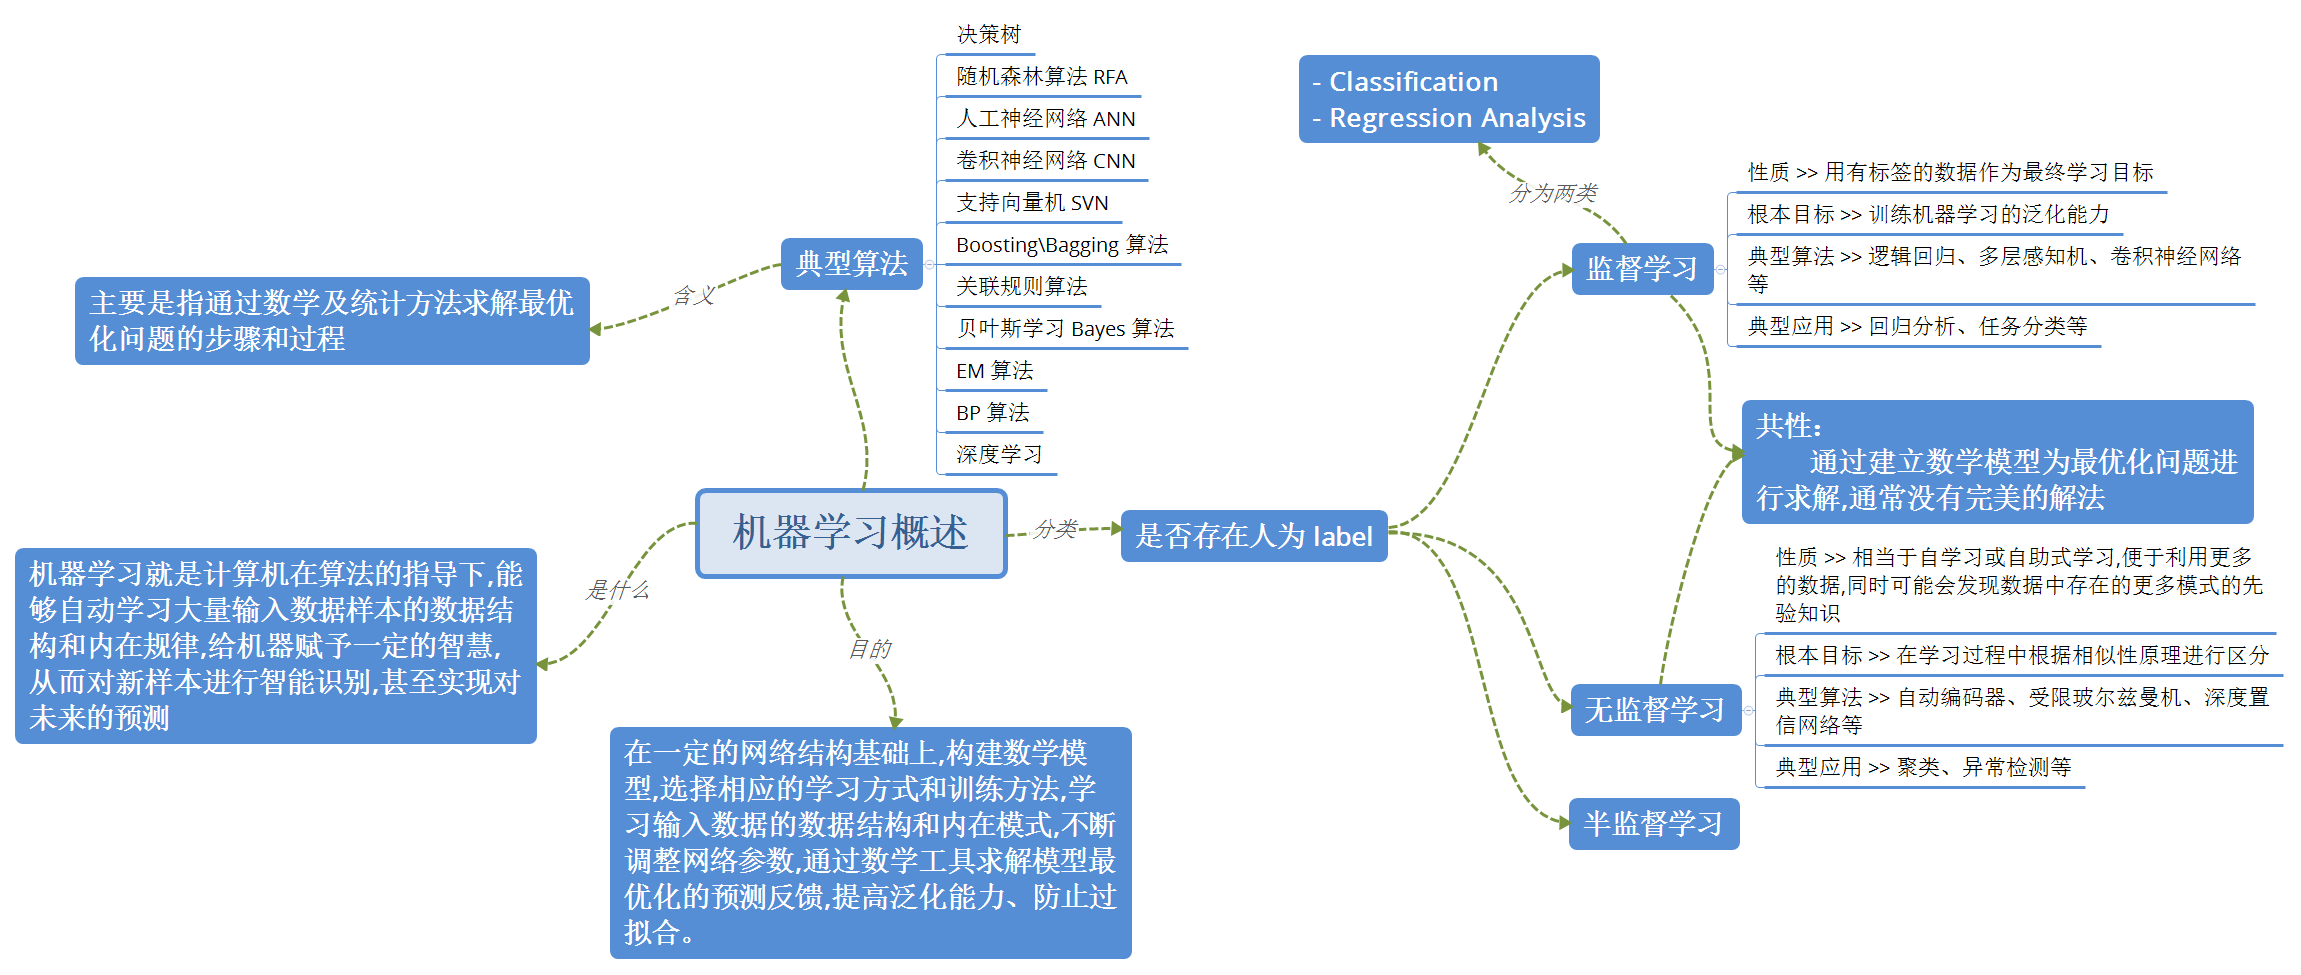 决策树
随机森林算法 RFA
人工神经网络 ANN
卷积神经网络 CNN
支持向量机 SVN
Boosting\Bagging 算法
关联规则算法
贝叶斯学习 Bayes 算法
EM 算法
BP 算法
深度学习
典型算法
含义
主要是指通过数学及统计方法求解最优
化问题的步骤和过程
机器学习概述
是什么
机器学习就是计算机在算法的指导下,能
够自动学习大量输入数据样本的数据结
构和内在规律,给机器赋予一定的智慧,
从而对新样本进行智能识别,甚至实现对
未来的预测
目的
在一定的网络结构基础上,构建数学模
型,选择相应的学习方式和训练方法,学
习输入数据的数据结构和内在模式,不断
调整网络参数,通过数学工具求解模型最
优化的预测反馈,提高泛化能力、防止过
拟合。
分类
是否存在人为 label
- Classification
- Regression Analysis
分为两类
监督学习
性质 >> 用有标签的数据作为最终学习目标
根本目标 >> 训练机器学习的泛化能力
典型算法 >> 逻辑回归、多层感知机、卷积神经网络
等
典型应用 >> 回归分析、任务分类等
共性：
通过建立数学模型为最优化问题进
行求解,通常没有完美的解法
无监督学习
性质 >> 相当于自学习或自助式学习,便于利用更多
的数据,同时可能会发现数据中存在的更多模式的先
验知识
根本目标 >> 在学习过程中根据相似性原理进行区分
典型算法 >> 自动编码器、受限玻尔兹曼机、深度置
信网络等
典型应用 >> 聚类、异常检测等
半监督学习